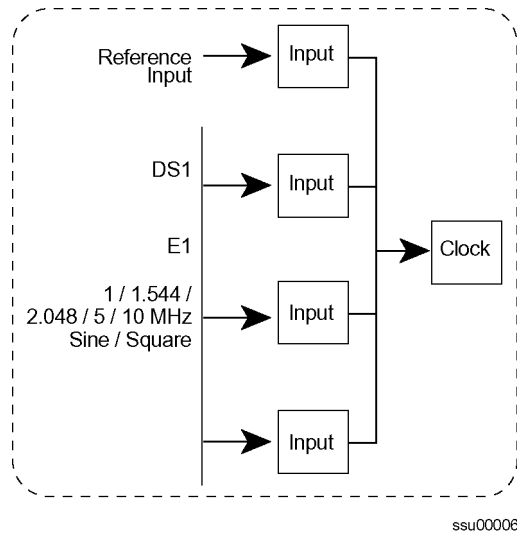 Reference
Input
Input
DS1
Input
E1
1 / 1.544 /
2.048 / 5 / 10 MHz
Sine / Square
Input
Input
Clock
ssu00006